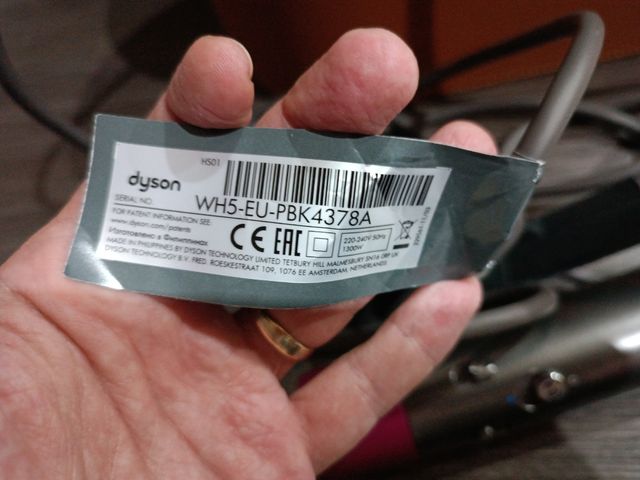 HS01
dyson
SERIAL NO.
WH5-EU-PBK4378A
FOR PATENT INFORMATION SEE:
www.dyson.com/patents
Изготовлено в Филиппинах
CE EAC
220-240V 50Hz
1300W
MADE IN PHILIPPINES BY DYSON TECHNOLOGY LIMITED TETBURY HILL MALMESBURY SN16 0RP UK
DYSON TECHNOLOGY B.V. FRED. ROESKESTRAAT 109, 1076 EE AMSTERDAM, NETHERLANDS